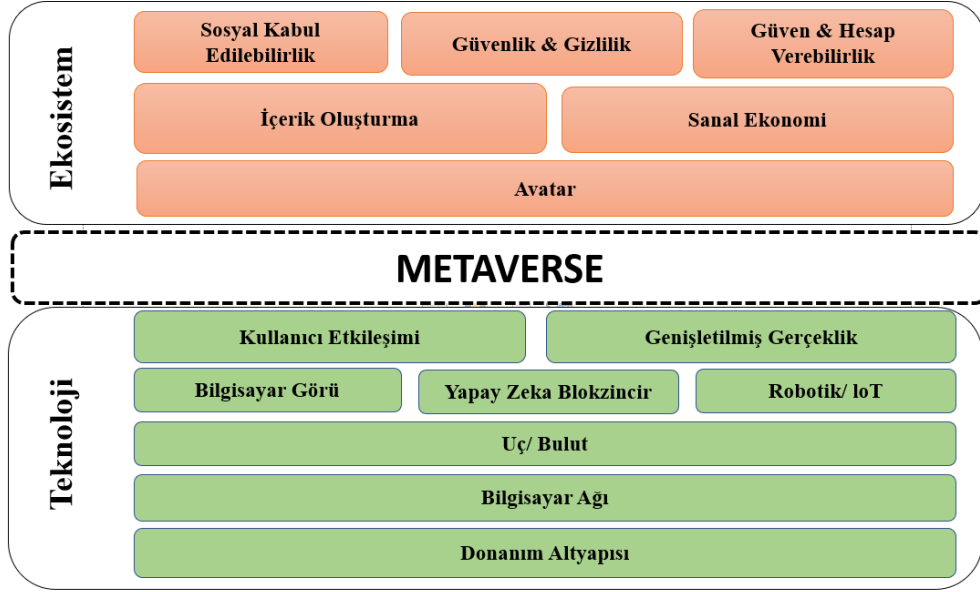 Ekosistem
Sosyal Kabul
Edilebilirlik
Güvenlik & Gizlilik
Güven & Hesap
Verebilirlik
İçerik Oluşturma
Sanal Ekonomi
Avatar
METAVERSE
Teknoloji
Kullanıcı Etkileşimi
Genişletilmiş Gerçeklik
Bilgisayar Görü
Yapay Zeka Blokzincir
Robotik/ loT
Uç/ Bulut
Bilgisayar Ağı
Donanım Altyapısı